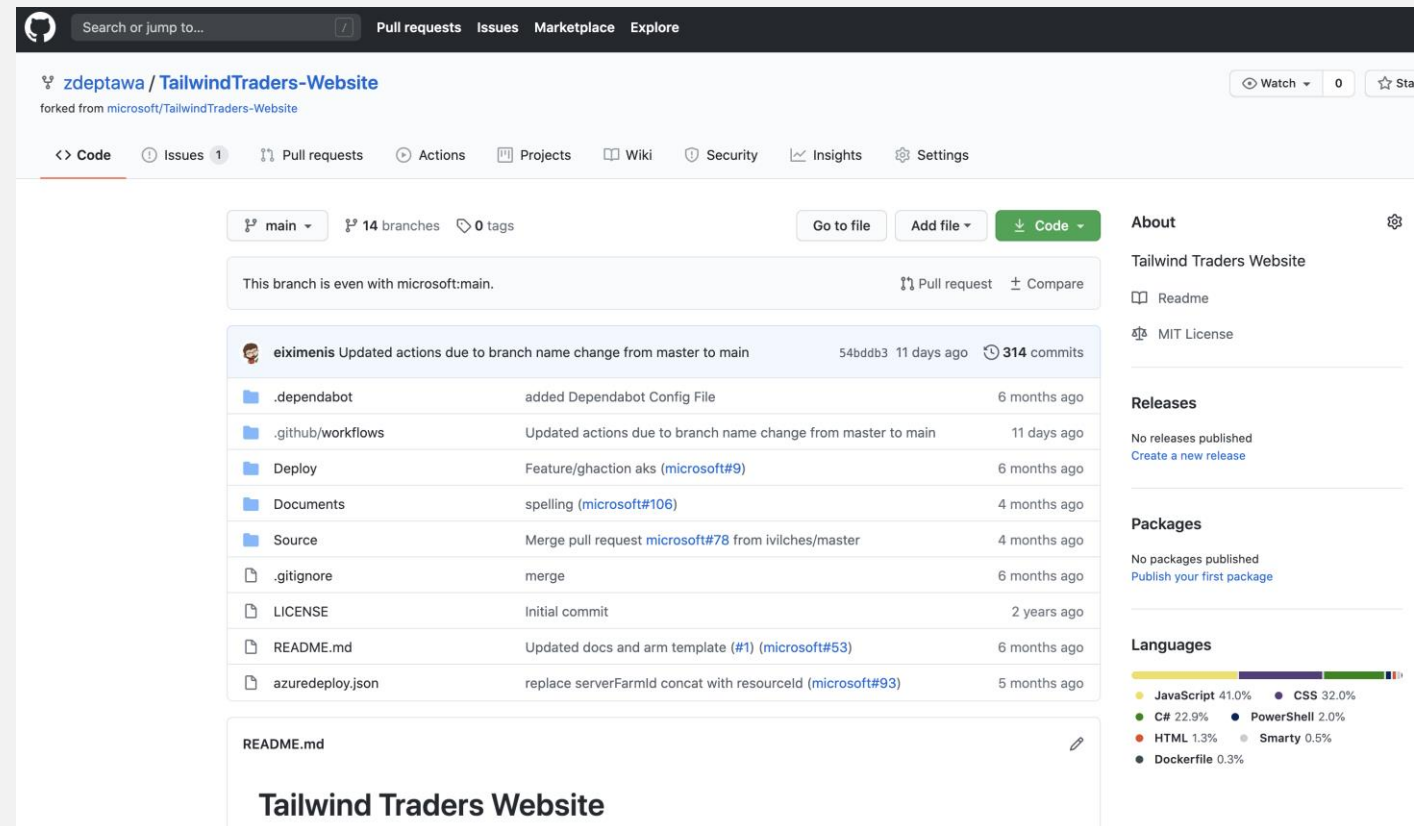 Search or jump to... / Pull requests Issues Marketplace Explore
zdeptawa / TailwindTraders-Website
Watch 0
forked from microsoft/TailwindTraders-Website
Code Issues 1 Pull requests Actions Projects Wiki Security Insights Settings
main 14 branches 0 tags Go to file Add file Code
This branch is even with microsoft:main. Pull request Compare
eiximenis Updated actions due to branch name change from master to main 54bddb3 11 days ago 314 commits
.dependabot added Dependabot Config File 6 months ago
.github/workflows Updated actions due to branch name change from master to main 11 days ago
Deploy Feature/ghaction aks (microsoft#9) 6 months ago
Documents spelling (microsoft#106) 4 months ago
Source Merge pull request microsoft#78 from ivilches/master 4 months ago
.gitignore merge 6 months ago
LICENSE Initial commit 2 years ago
README.md Updated docs and arm template (#1) (microsoft#53) 6 months ago
azuredeploy.json replace serverFarmId concat with resourceId (microsoft#93) 5 months ago
README.md
Tailwind Traders Website
About
Tailwind Traders Website
Readme
MIT License
Releases
No releases published
Create a new release
Packages
No packages published
Publish your first package
Languages
JavaScript 41.0% CSS 32.0%
C# 22.9% PowerShell 2.0%
HTML 1.3% Smarty 0.5%
Dockerfile 0.3%